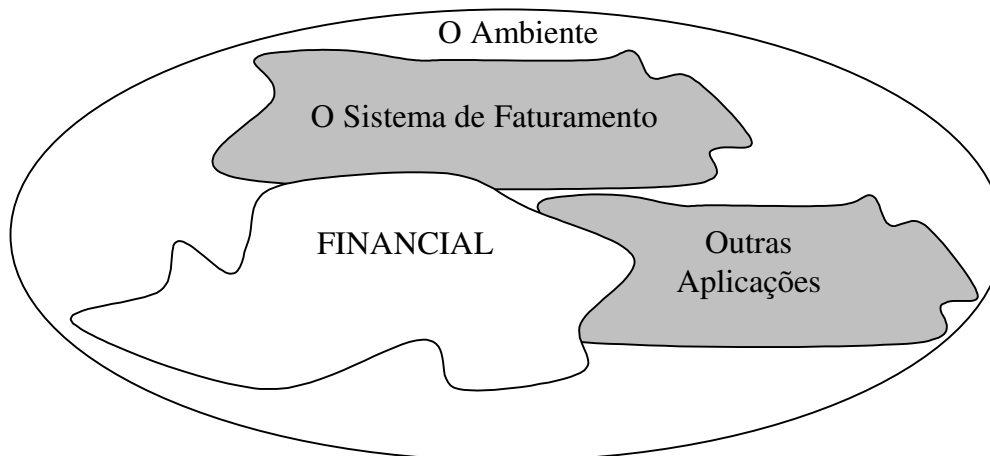 O Ambiente
O Sistema de Faturamento
FINANCIAL
Outras
Aplicações